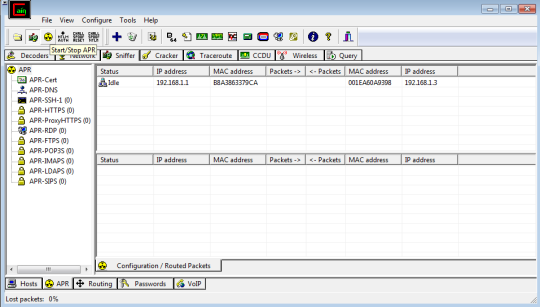 Cain
File View Configure Tools Help
Start/Stop APR
Decoders Network Sniffer Cracker Traceroute CCDU Wireless Query
APR
APR-Cert
APR-DNS
APR-SSH-1 (0)
APR-HTTPS (0)
APR-ProxyHTTPS (0)
APR-RDP (0)
APR-FTPS (0)
APR-POP3S (0)
APR-IMAPS (0)
APR-LDAPS (0)
APR-SIPS (0)
Status IP address MAC address Packets -> <- Packets MAC address IP address
Idle 192.168.1.1 B8A3863379CA 001EA60A9398 192.168.1.3
Status IP address MAC address Packets -> <- Packets MAC address IP address
Configuration / Routed Packets
Hosts APR Routing Passwords VoIP
Lost packets: 0%